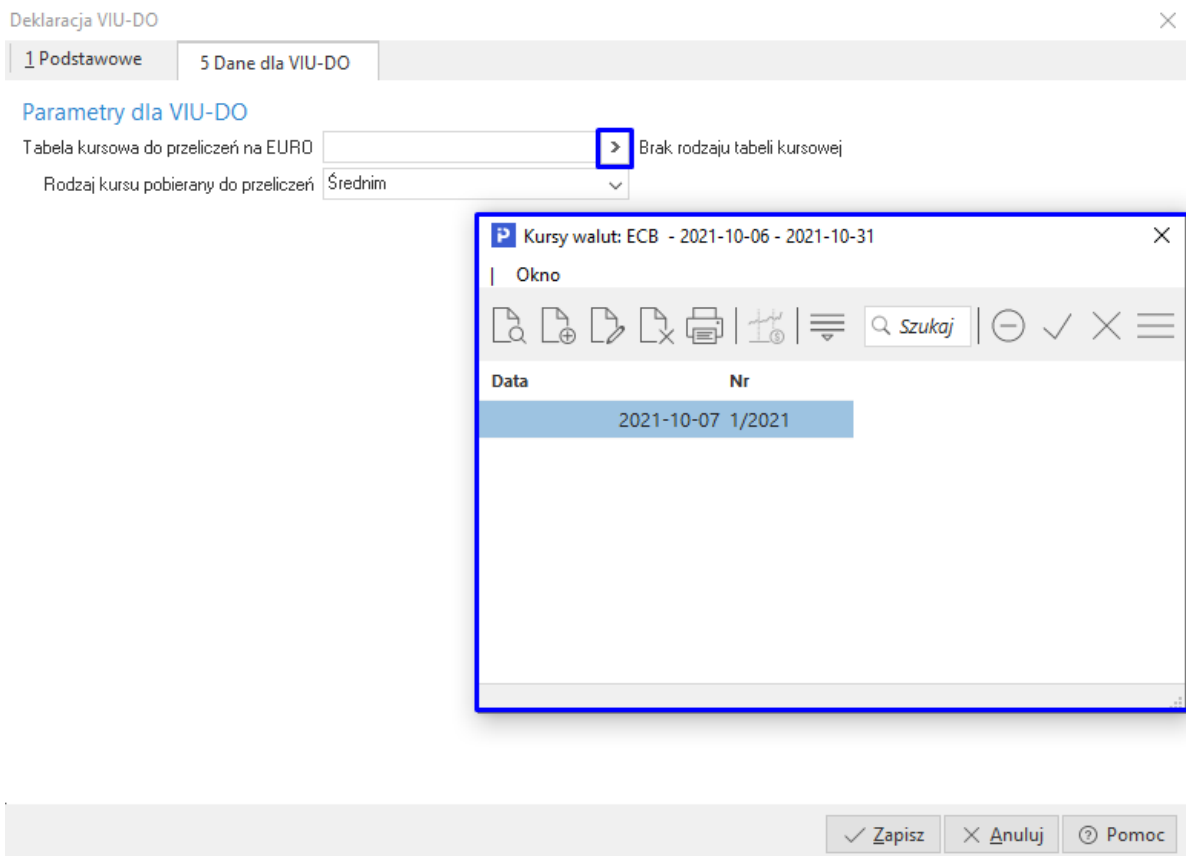 Deklaracja VIU-DO
1 Podstawowe
5 Dane dla VIU-DO
Parametry dla VIU-DO
Tabela kursowa do przeliczeń na EURO
Brak rodzaju tabeli kursowej
Rodzaj kursu pobierany do przeliczeń Średnim
Kursy walut: ECB - 2021-10-06 - 2021-10-31
Okno
Szukaj
Data Nr
2021-10-07 1/2021
Zapisz Anuluj Pomoc